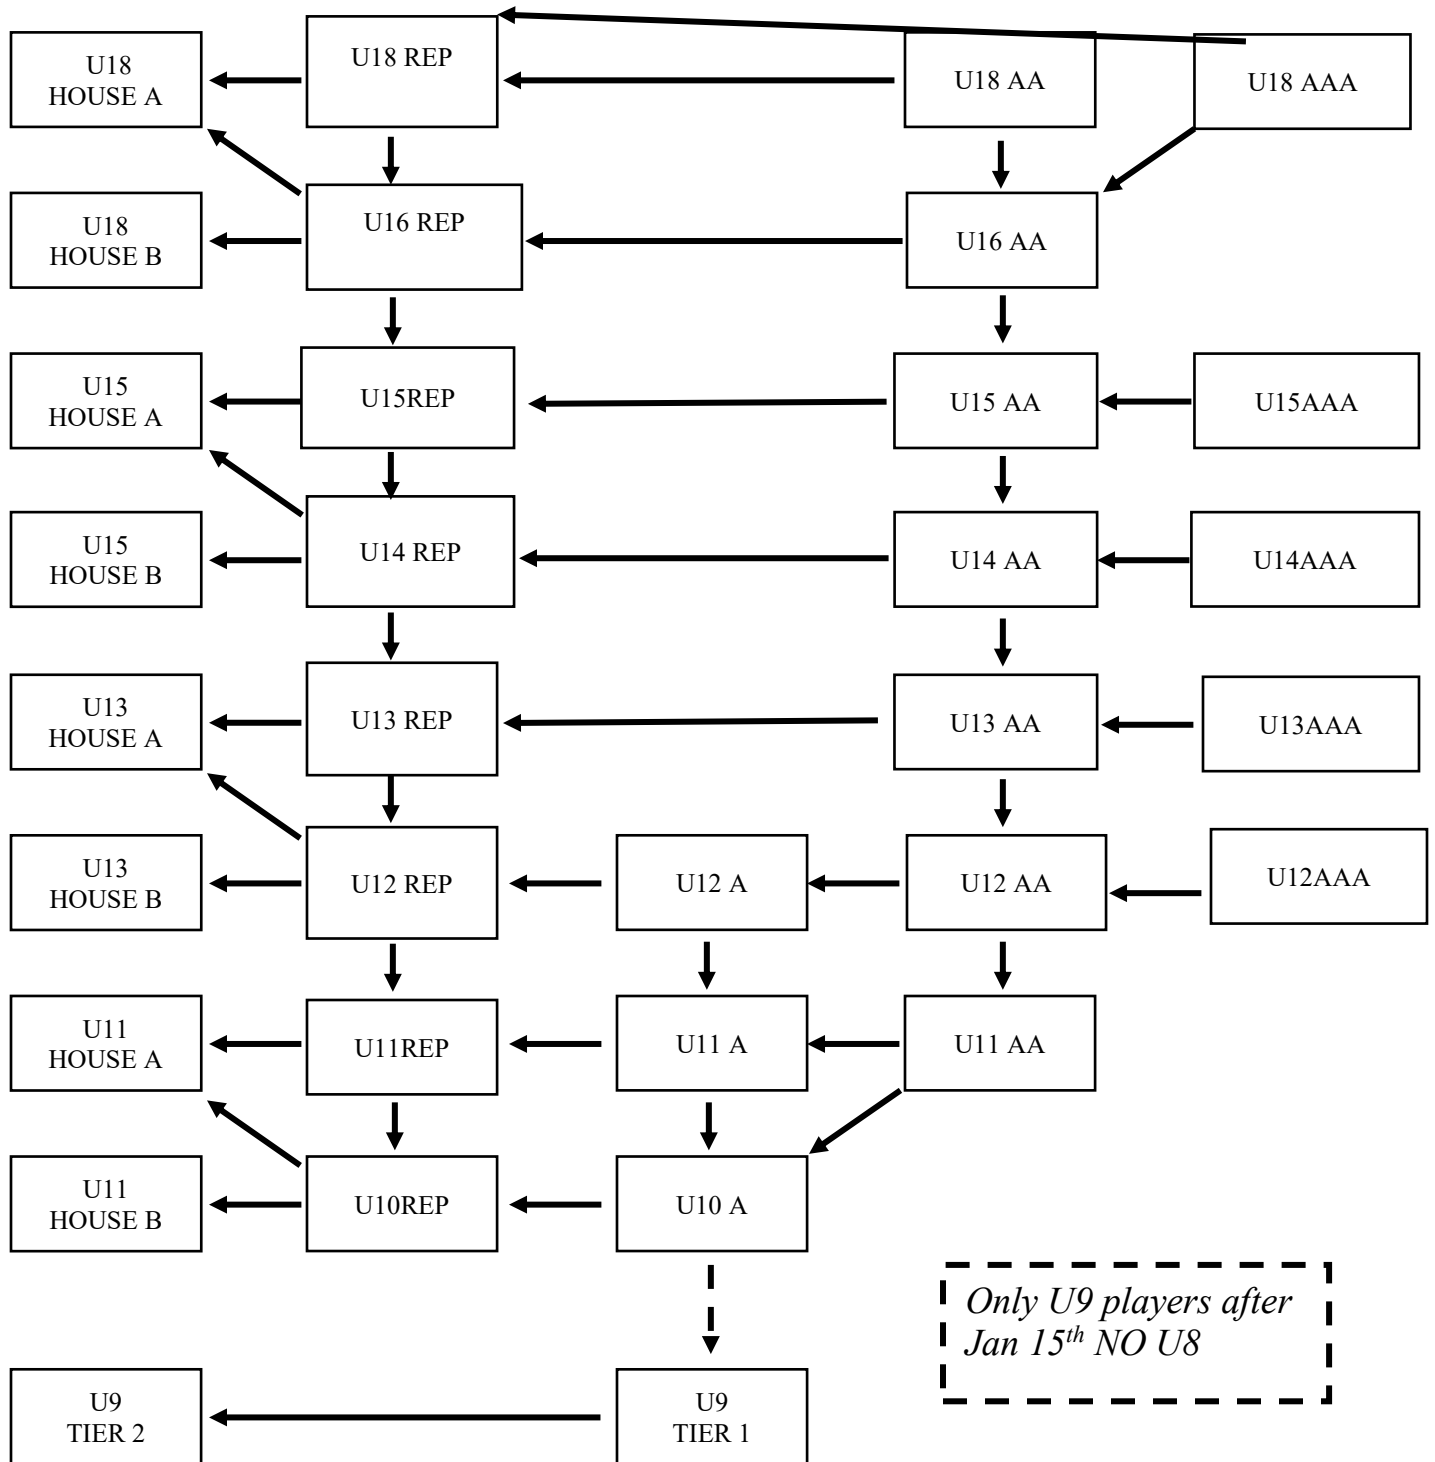 U18
HOUSE A
U18 REP
U18 AA
U18 AAA
U18
HOUSE B
U16 REP
U16 AA
U15
HOUSE A
U15REP
U15 AA
U15AAA
U15
HOUSE B
U14 REP
U14 AA
U14AAA
U13
HOUSE A
U13 REP
U13 AA
U13AAA
U13
HOUSE B
U12 REP
U12 A
U12 AA
U12AAA
U11
HOUSE A
U11REP
U11 A
U11 AA
U11
HOUSE B
U10REP
U10 A
Only U9 players after
Jan 15th NO U8
U9
TIER 2
U9
TIER 1